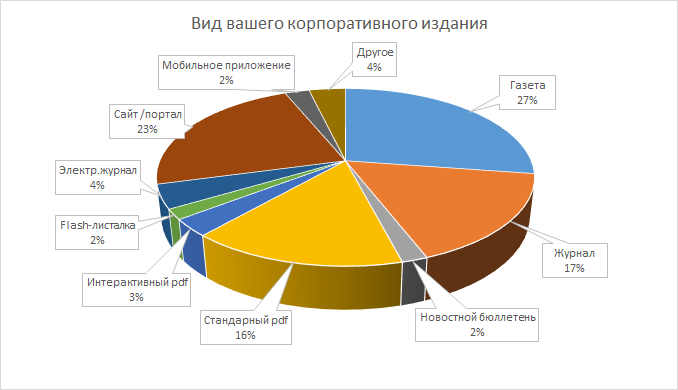 Вид вашего корпоративного издания
Другое
4%
Мобильное приложение
2%
Газета
27%
Сайт /портал
23%
Электр.журнал
4%
Flash-листалка
2%
Журнал
17%
Интерактивный pdf
3%
Стандарный pdf
16%
Новостной бюллетень
2%